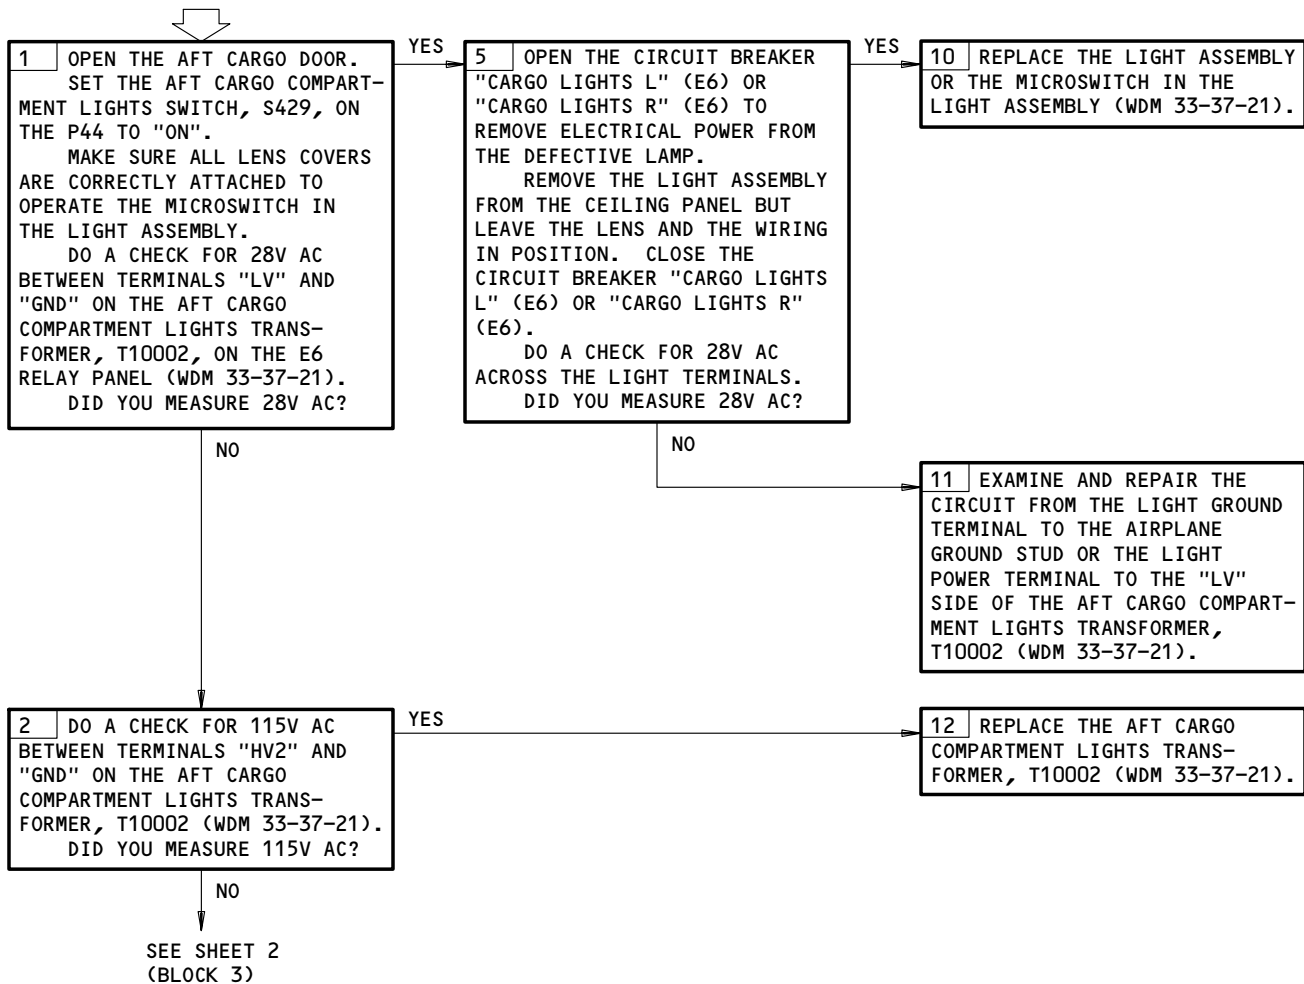 1 OPEN THE AFT CARGO DOOR.
SET THE AFT CARGO COMPART-
MENT LIGHTS SWITCH, S429, ON
THE P44 TO "ON".
MAKE SURE ALL LENS COVERS
ARE CORRECTLY ATTACHED TO
OPERATE THE MICROSWITCH IN
THE LIGHT ASSEMBLY.
DO A CHECK FOR 28V AC
BETWEEN TERMINALS "LV" AND
"GND" ON THE AFT CARGO
COMPARTMENT LIGHTS TRANS-
FORMER, T10002, ON THE E6
RELAY PANEL (WDM 33-37-21).
DID YOU MEASURE 28V AC?
YES
NO
5 OPEN THE CIRCUIT BREAKER
"CARGO LIGHTS L" (E6) OR
"CARGO LIGHTS R" (E6) TO
REMOVE ELECTRICAL POWER FROM
THE DEFECTIVE LAMP.
REMOVE THE LIGHT ASSEMBLY
FROM THE CEILING PANEL BUT
LEAVE THE LENS AND THE WIRING
IN POSITION. CLOSE THE
CIRCUIT BREAKER "CARGO LIGHTS
L" (E6) OR "CARGO LIGHTS R"
(E6).
DO A CHECK FOR 28V AC
ACROSS THE LIGHT TERMINALS.
DID YOU MEASURE 28V AC?
YES
NO
10 REPLACE THE LIGHT ASSEMBLY
OR THE MICROSWITCH IN THE
LIGHT ASSEMBLY (WDM 33-37-21).
11 EXAMINE AND REPAIR THE
CIRCUIT FROM THE LIGHT GROUND
TERMINAL TO THE AIRPLANE
GROUND STUD OR THE LIGHT
POWER TERMINAL TO THE "LV"
SIDE OF THE AFT CARGO COMPART-
MENT LIGHTS TRANSFORMER,
T10002 (WDM 33-37-21).
2 DO A CHECK FOR 115V AC
BETWEEN TERMINALS "HV2" AND
"GND" ON THE AFT CARGO
COMPARTMENT LIGHTS TRANS-
FORMER, T10002 (WDM 33-37-21).
DID YOU MEASURE 115V AC?
YES
NO
12 REPLACE THE AFT CARGO
COMPARTMENT LIGHTS TRANS-
FORMER, T10002 (WDM 33-37-21).
SEE SHEET 2
(BLOCK 3)